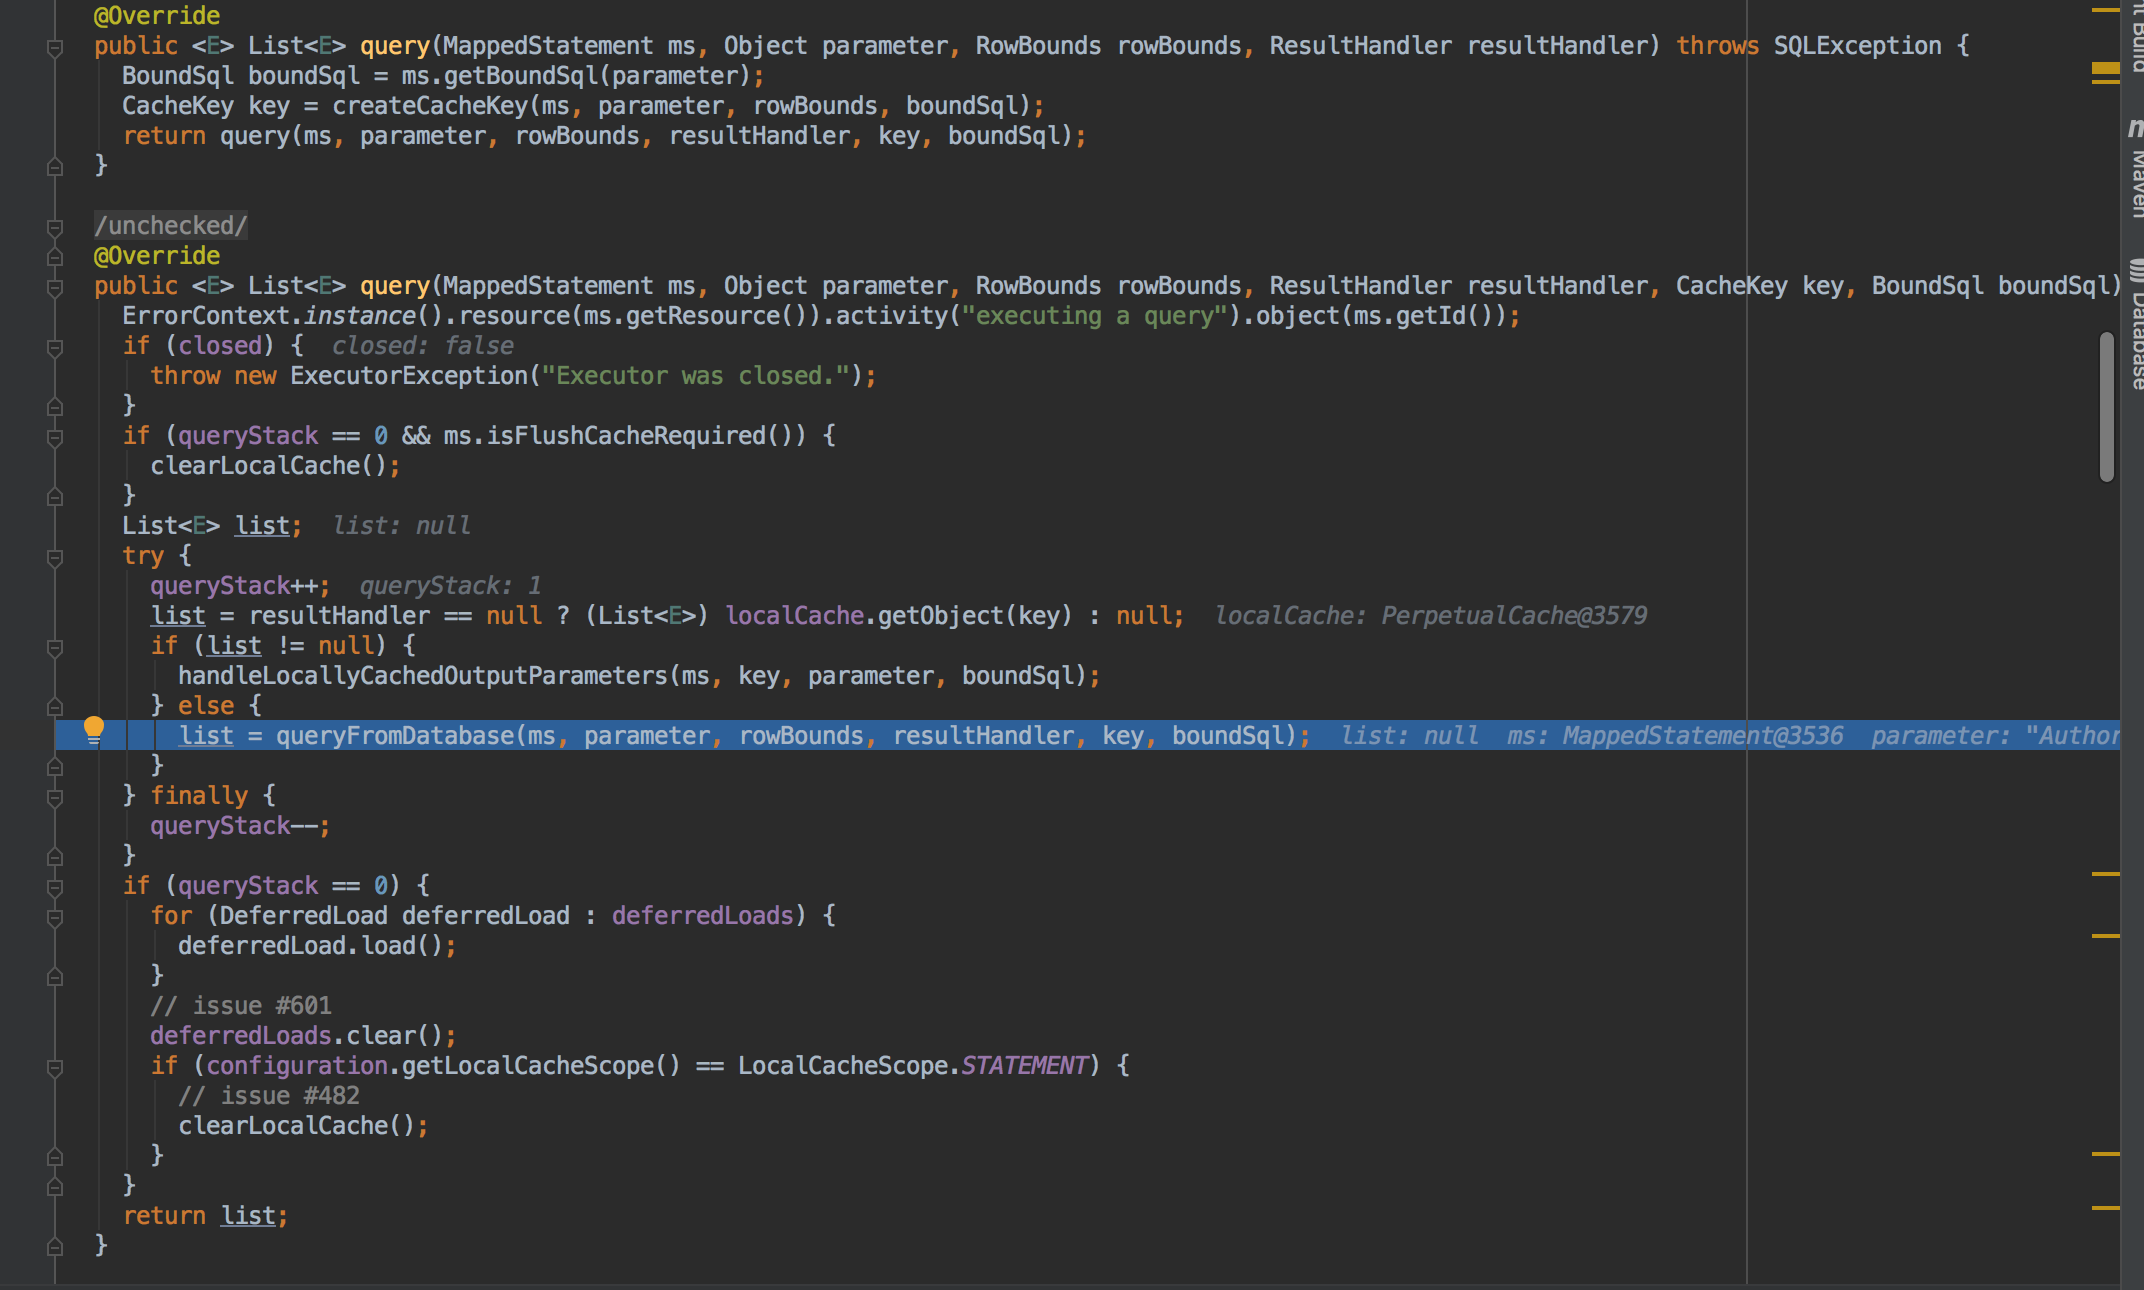 @Override
public <E> List<E> query(MappedStatement ms, Object parameter, RowBounds rowBounds, ResultHandler resultHandler) throws SQLException {
BoundSql boundSql = ms.getBoundSql(parameter);
CacheKey key = createCacheKey(ms, parameter, rowBounds, boundSql);
return query(ms, parameter, rowBounds, resultHandler, key, boundSql);
}
/unchecked/
@Override
public <E> List<E> query(MappedStatement ms, Object parameter, RowBounds rowBounds, ResultHandler resultHandler, CacheKey key, BoundSql boundSql)
ErrorContext.instance().resource(ms.getResource()).activity("executing a query").object(ms.getId());
if (closed) { closed: false
throw new ExecutorException("Executor was closed.");
}
if (queryStack == 0 && ms.isFlushCacheRequired()) {
clearLocalCache();
}
List<E> list; list: null
try {
queryStack++; queryStack: 1
list = resultHandler == null ? (List<E>) localCache.getObject(key) : null; localCache: PerpetualCache@3579
if (list != null) {
handleLocallyCachedOutputParameters(ms, key, parameter, boundSql);
} else {
list = queryFromDatabase(ms, parameter, rowBounds, resultHandler, key, boundSql); list: null ms: MappedStatement@3536 parameter: "Author
}
} finally {
queryStack--;
}
if (queryStack == 0) {
for (DeferredLoad deferredLoad : deferredLoads) {
deferredLoad.load();
}
// issue #601
deferredLoads.clear();
if (configuration.getLocalCacheScope() == LocalCacheScope.STATEMENT) {
// issue #482
clearLocalCache();
}
}
return list;
}
Build
Maven
Database